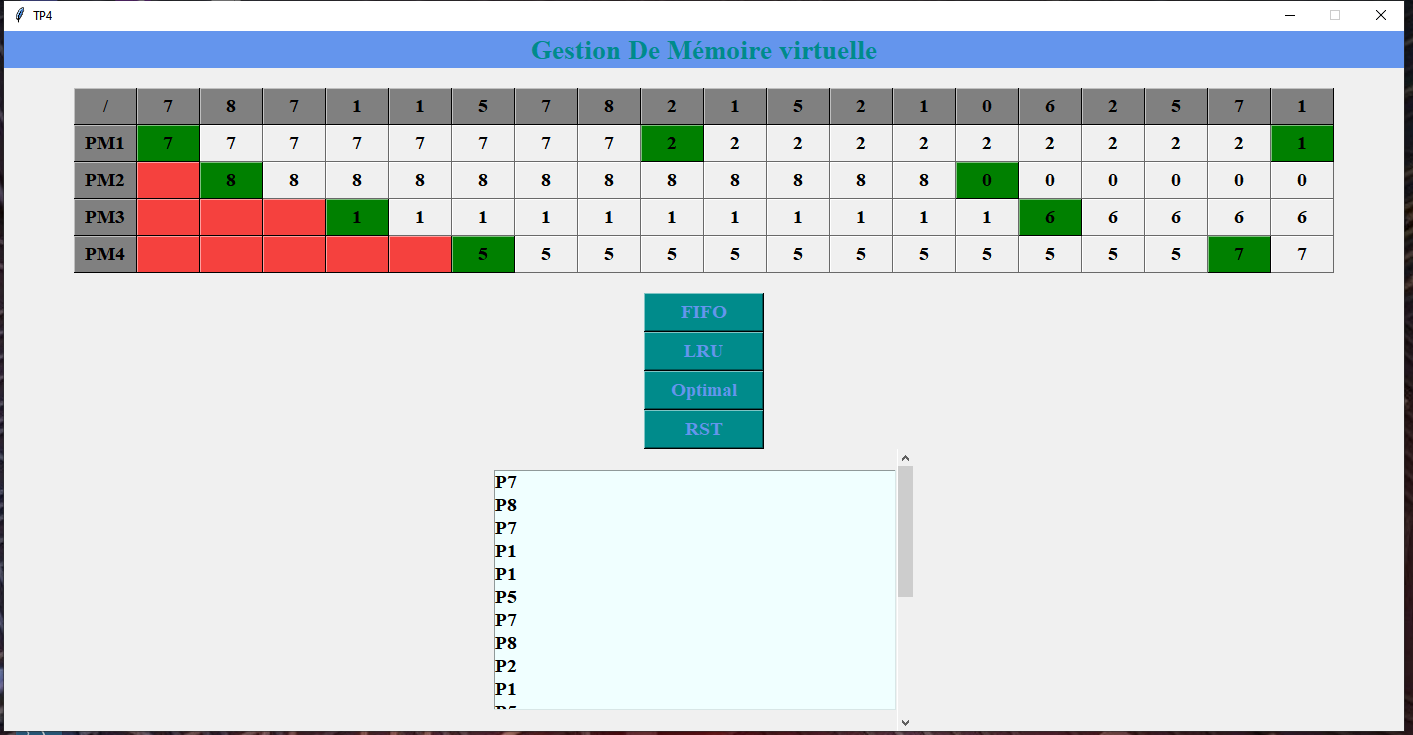 TP4
Gestion De Mémoire virtuelle
/ 7 8 7 1 1 5 7 8 2 1 5 2 1 0 6 2 5 7 1
PM1 7 7 7 7 7 7 7 7 2 2 2 2 2 2 2 2 2 2 1
PM2 8 8 8 8 8 8 8 8 8 8 8 8 0 0 0 0 0 0
PM3 1 1 1 1 1 1 1 1 1 1 1 6 6 6 6 6
PM4 5 5 5 5 5 5 5 5 5 5 5 5 7 7
FIFO
LRU
Optimal
RST
P7
P8
P7
P1
P1
P5
P7
P8
P2
P1
P5